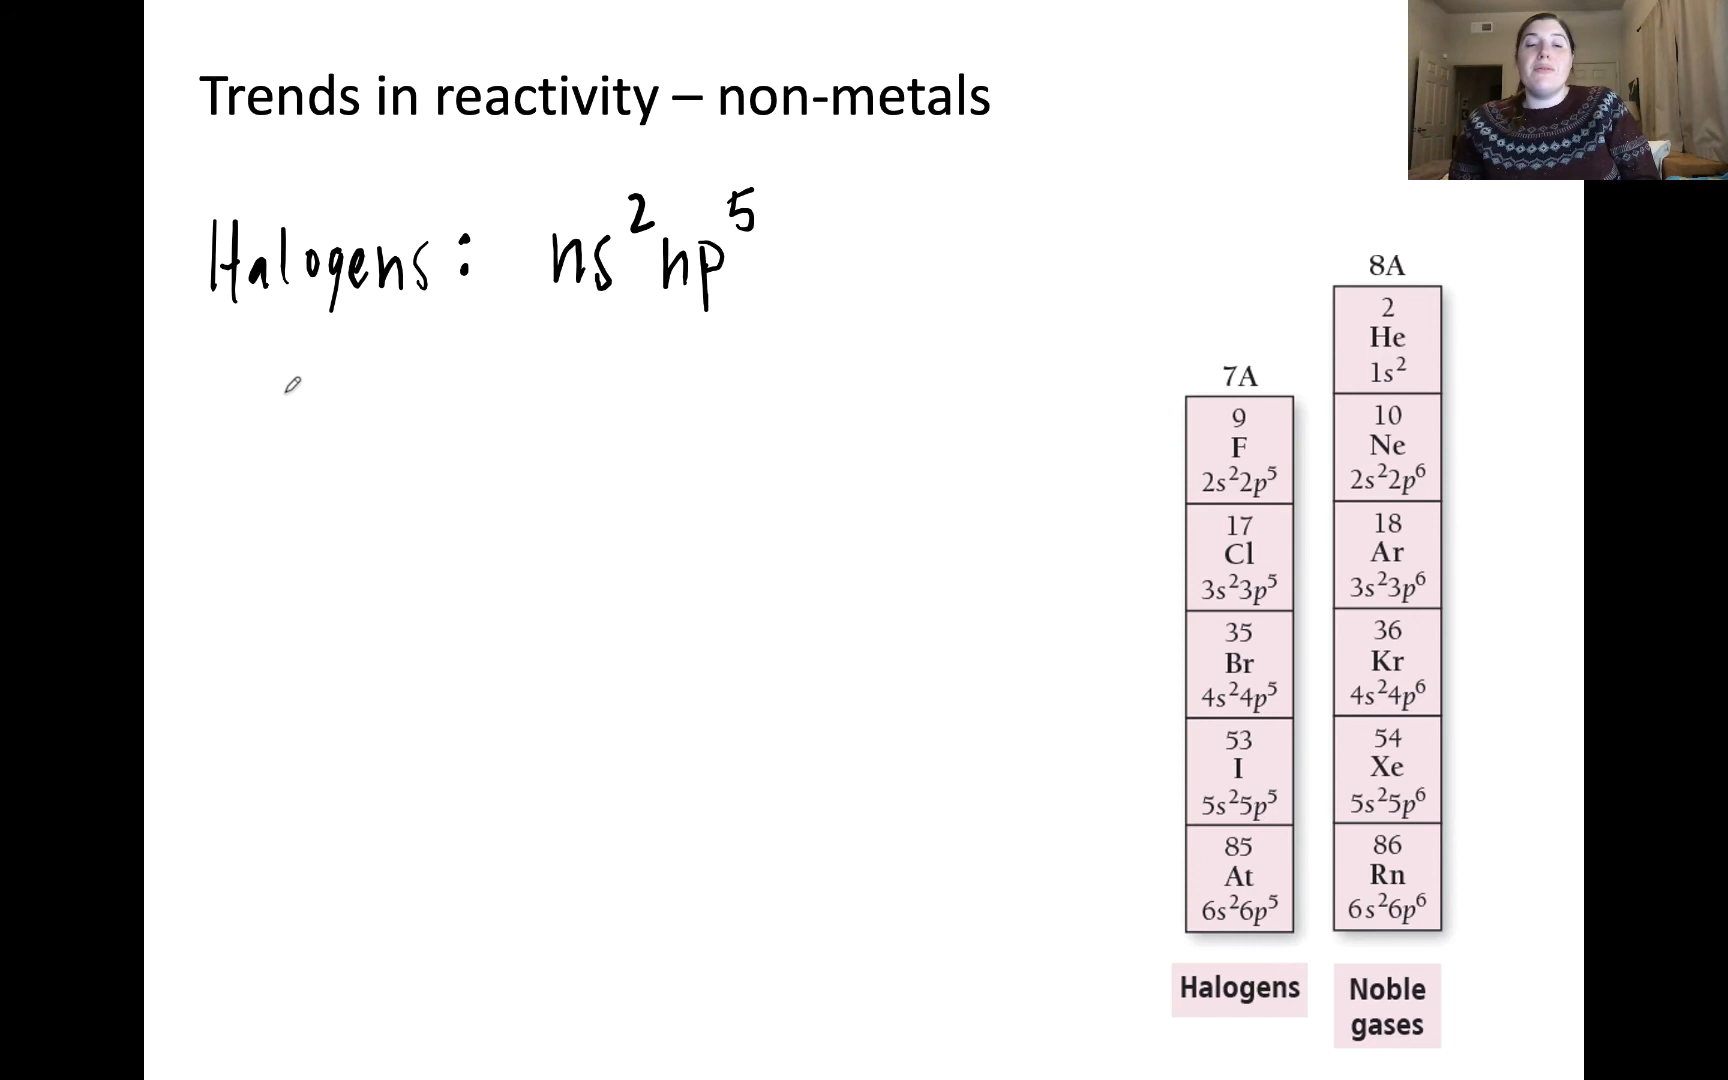 Trends in reactivity – non-metals
Halogens: ns²np⁵
7A
9
F
2s²2p⁵
17
Cl
3s²3p⁵
35
Br
4s²4p⁵
53
I
5s²5p⁵
85
At
6s²6p⁵
Halogens
8A
2
He
1s²
10
Ne
2s²2p⁶
18
Ar
3s²3p⁶
36
Kr
4s²4p⁶
54
Xe
5s²5p⁶
86
Rn
6s²6p⁶
Noble
gases